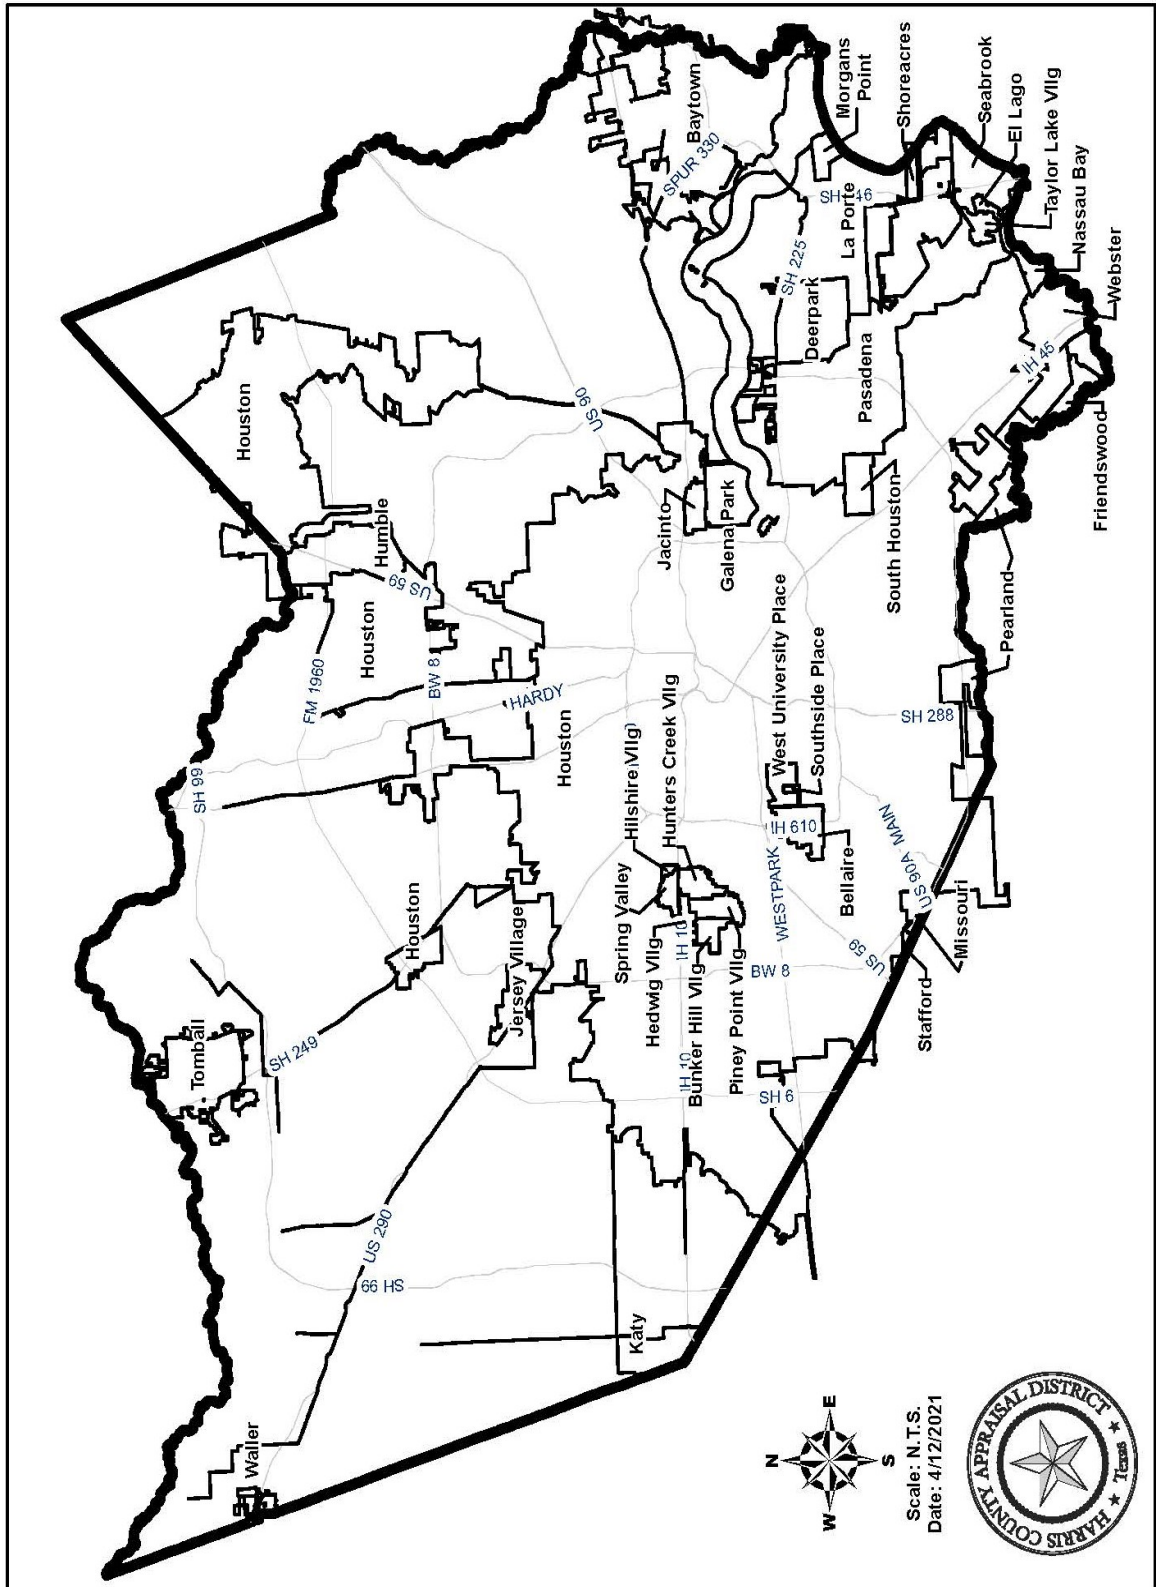 Waller
Tomball
SH 249
US 290
SH 99
Katy
Houston
Jersey Village
SH 99
FM 1960
Houston
Humble
US 59
BW 8
HARDY
Houston
Houston
US 90
Spring Valley
Hilshire Vllg
Hedwig Vllg
Hunters Creek Vllg
IH 10
IH 10
Bunker Hill Vllg
Piney Point Vllg
BW 8
SH 6
WESTPARK
IH 610
West University Place
Southside Place
Bellaire
US 59
US 90A
MAIN
Stafford
Missouri
SH 288
Pearland
Jacinto
Galena Park
South Houston
Pasadena
Deerpark
SH 225
SPUR 330
Baytown
La Porte
SH 146
Morgans
Point
Shoreacres
Seabrook
El Lago
Taylor Lake Vllg
Nassau Bay
Webster
IH 45
Friendswood
N
W
E
S
Scale: N.T.S.
Date: 4/12/2021
HARRIS COUNTY APPRAISAL DISTRICT
Texas